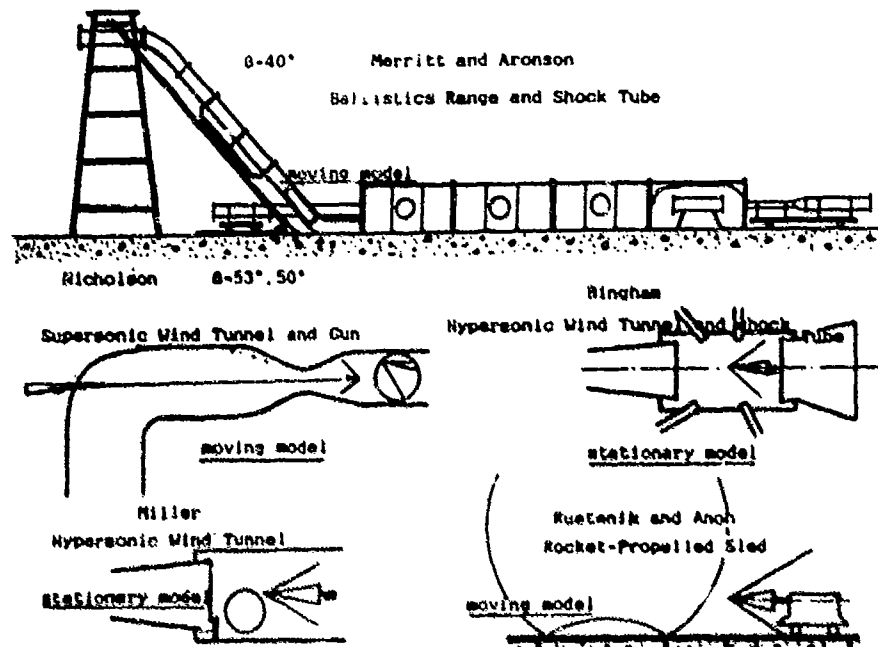 β=40° Merritt and Aronson
Ballistics Range and Shock Tube
moving model
Nicholson β=53°,50°
Supersonic Wind Tunnel and Gun
moving model
Bingham
Hypersonic Wind Tunnel and Shock Tube
stationary model
Miller
Hypersonic Wind Tunnel
stationary model
Ruetenik and Anon
Rocket-Propelled Sled
moving model